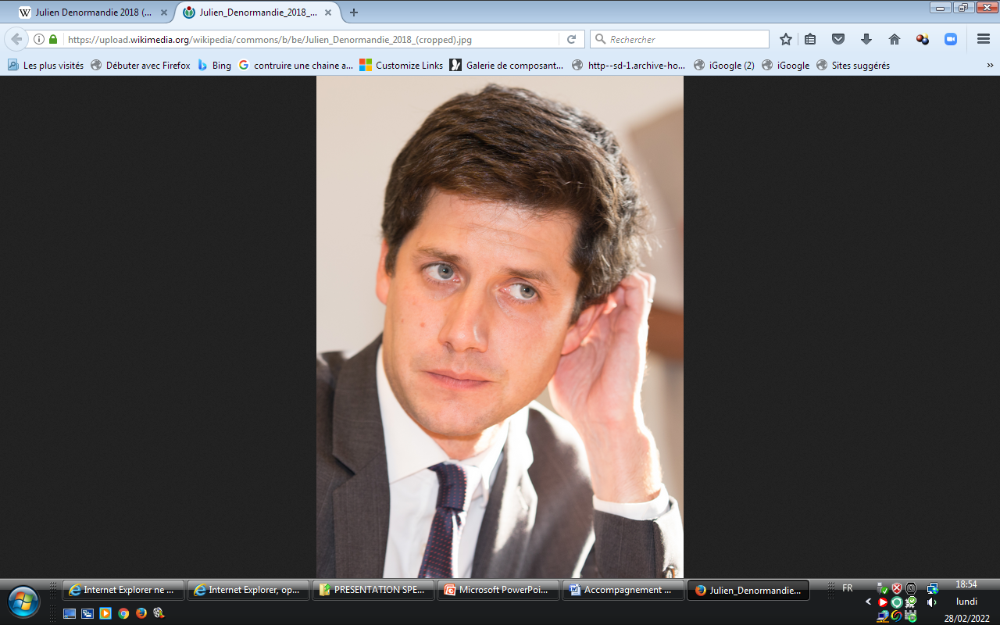 Julien Denormandie 2018 (...
Julien_Denormandie_2018_...
https://upload.wikimedia.org/wikipedia/commons/b/be/Julien_Denormandie_2018_(cropped).jpg
Rechercher
Les plus visités
Débuter avec Firefox
Bing
contruire une chaine a...
Customize Links
Galerie de composant...
http--sd-1.archive-ho...
iGoogle (2)
iGoogle
Sites suggérés
Internet Explorer ne ...
Internet Explorer, op...
PRESENTATION SPE...
Microsoft PowerPoi...
Accompagnement ...
Julien_Denormandie...
FR
18:54
lundi
28/02/2022